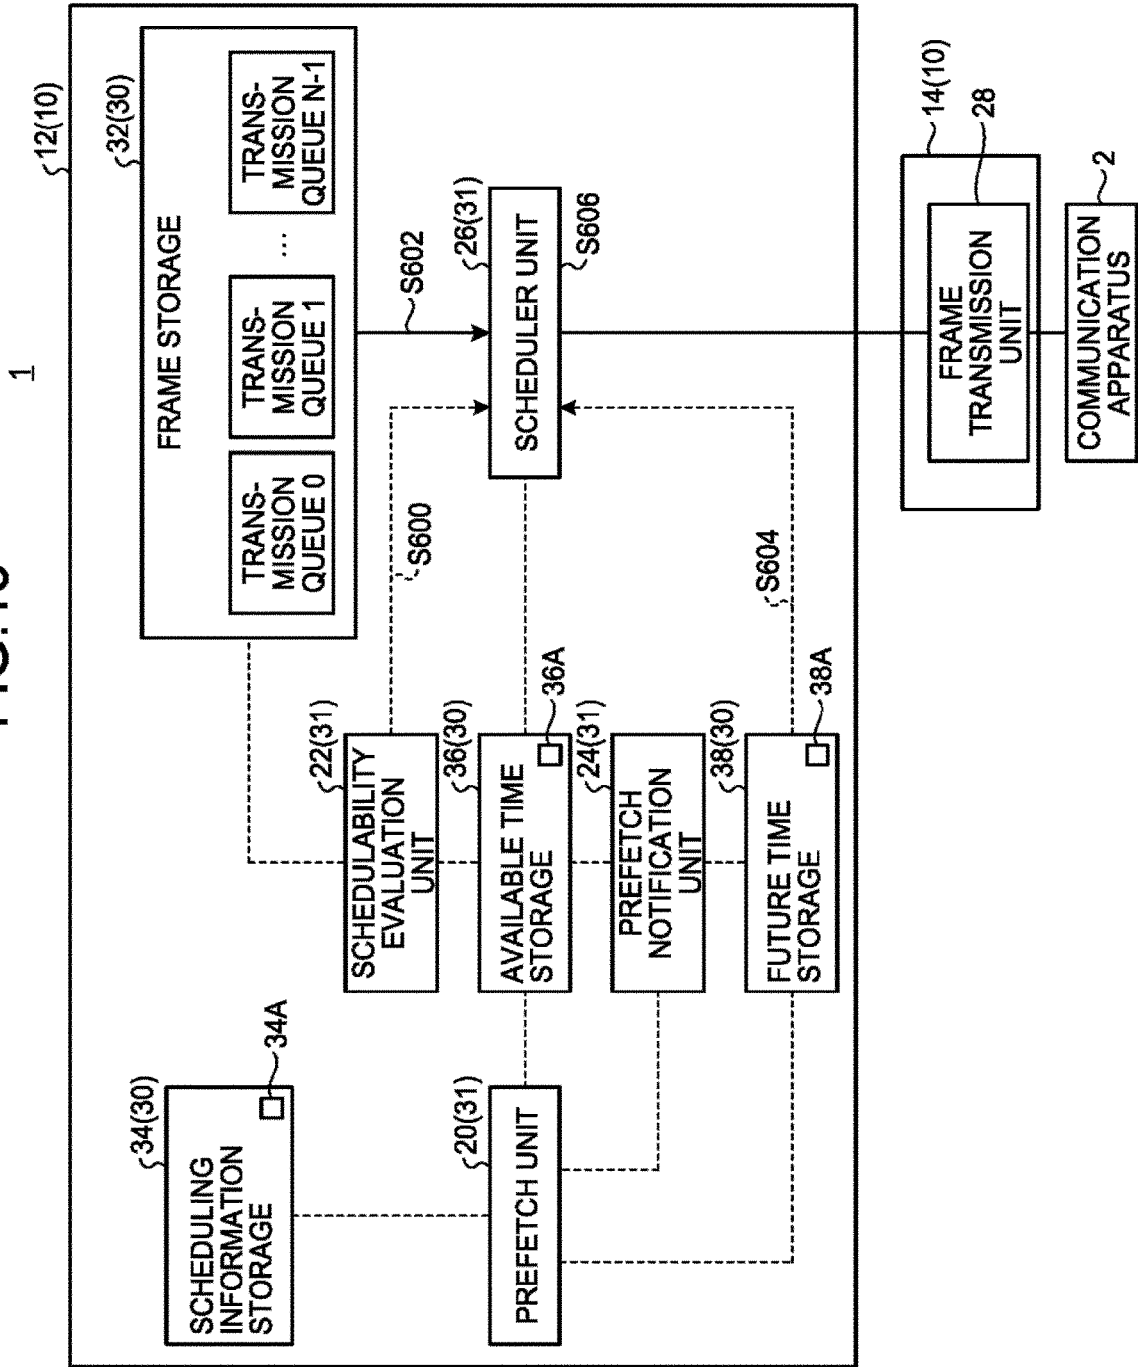 1
12(10)
32(30)
FRAME STORAGE
TRANS-
MISSION
QUEUE 0
TRANS-
MISSION
QUEUE 1
...
TRANS-
MISSION
QUEUE N-1
34(30)
SCHEDULING
INFORMATION
STORAGE
34A
22(31)
SCHEDULABILITY
EVALUATION
UNIT
S600
S602
20(31)
PREFETCH UNIT
36(30)
AVAILABLE TIME
STORAGE
36A
26(31)
SCHEDULER UNIT
S606
24(31)
PREFETCH
NOTIFICATION
UNIT
38(30)
FUTURE TIME
STORAGE
38A
S604
14(10)
FRAME
TRANSMISSION
UNIT
28
COMMUNICATION
APPARATUS
2